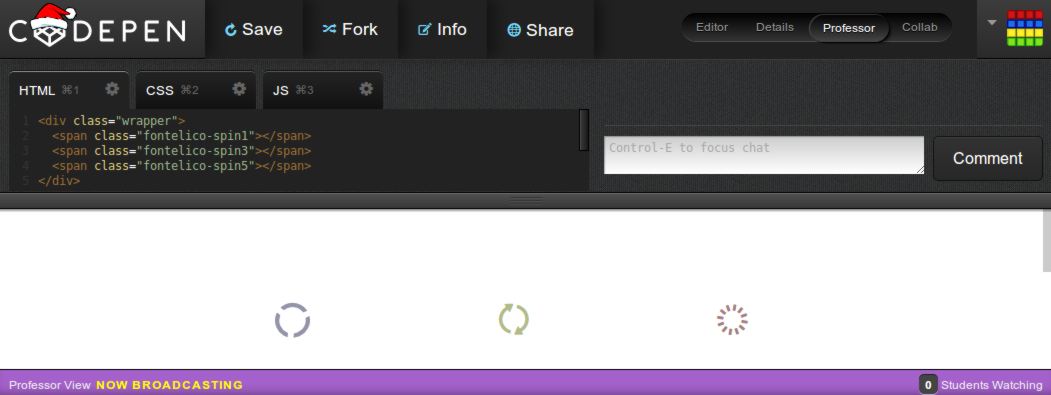 CODEPEN
Save
Fork
Info
Share
Editor
Details
Professor
Collab
HTML ⌘1
CSS ⌘2
JS ⌘3
1 <div class="wrapper">
2 <span class="fontelico-spin1"></span>
3 <span class="fontelico-spin3"></span>
4 <span class="fontelico-spin5"></span>
5 </div>
Control-E to focus chat
Comment
Professor View NOW BROADCASTING
0 Students Watching